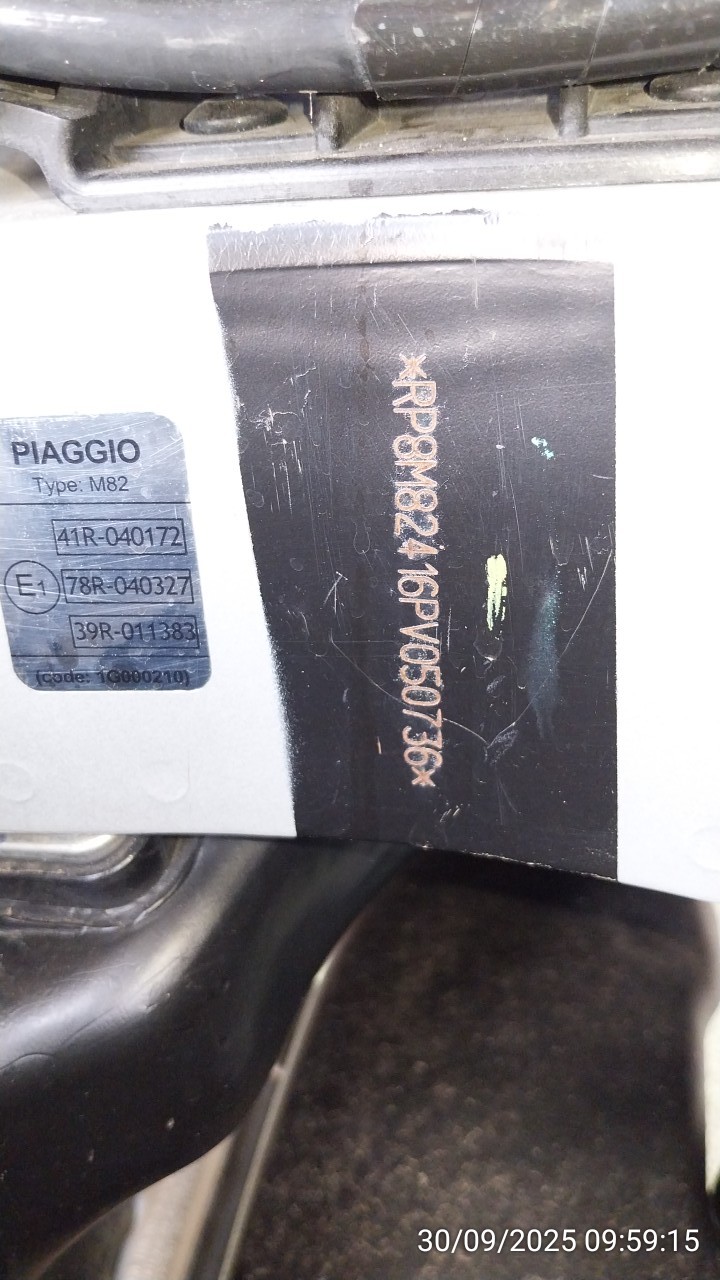 PIAGGIO
Type: M82
41R-040172
E1 78R-040327
39R-011383
(code: 1G000210)
*RP8M82416PV050736*
30/09/2025 09:59:15